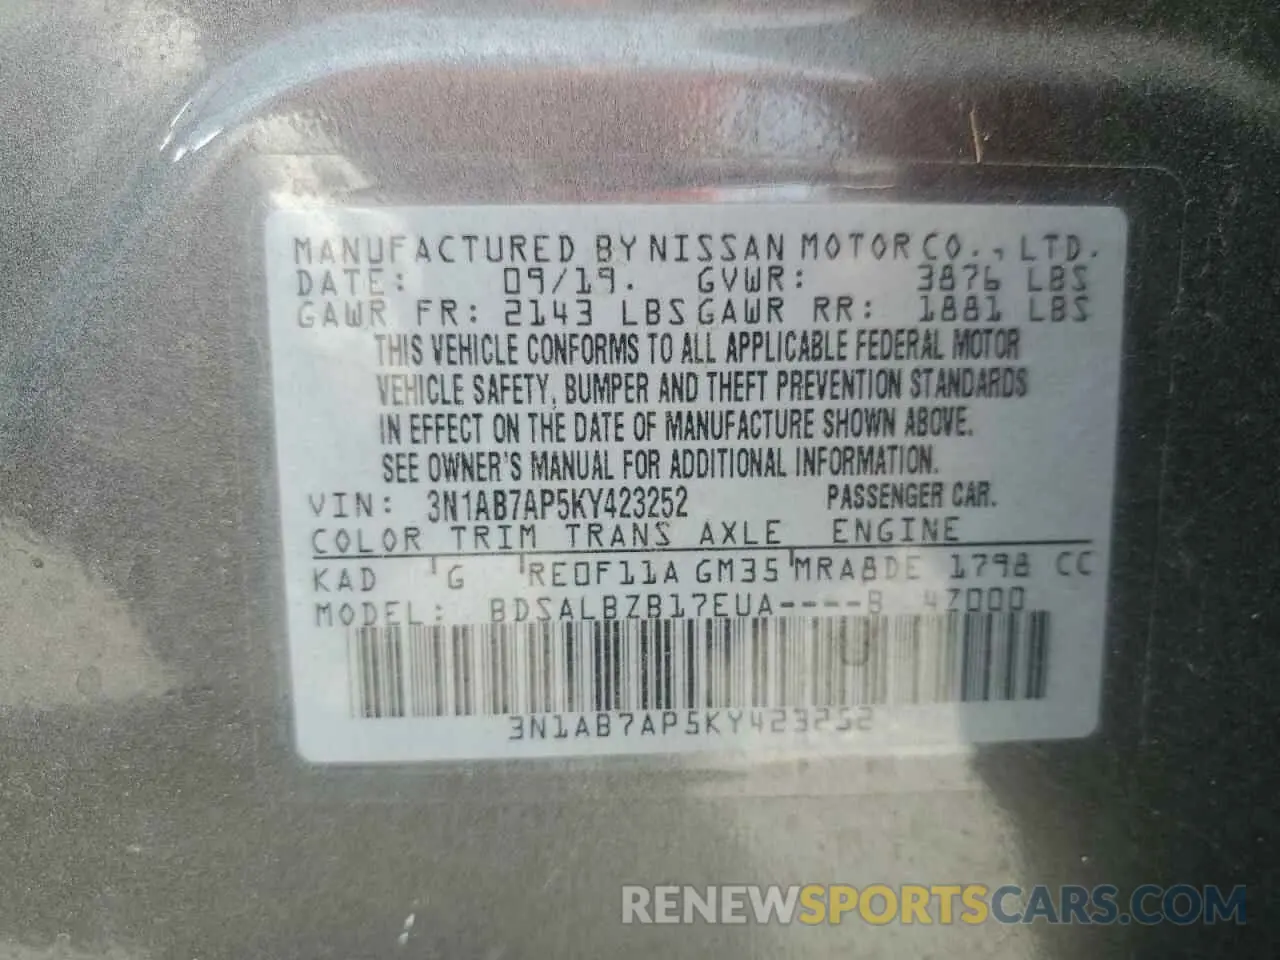 MANUFACTURED BY NISSAN MOTOR CO., LTD.
DATE: 09/19. GVWR: 3876 LBS
GAWR FR: 2143 LBS GAWR RR: 1881 LBS
THIS VEHICLE CONFORMS TO ALL APPLICABLE FEDERAL MOTOR
VEHICLE SAFETY, BUMPER AND THEFT PREVENTION STANDARDS
IN EFFECT ON THE DATE OF MANUFACTURE SHOWN ABOVE.
SEE OWNER'S MANUAL FOR ADDITIONAL INFORMATION.
VIN: 3N1AB7AP5KY423252 PASSENGER CAR.
COLOR TRIM TRANS AXLE ENGINE
KAD G RE0F11A GM35 MRA8DE 1798 CC
MODEL: BDSALBZB17EUA----B 4Z000
3N1AB7AP5KY423252
RENEWSPORTSCARS.COM